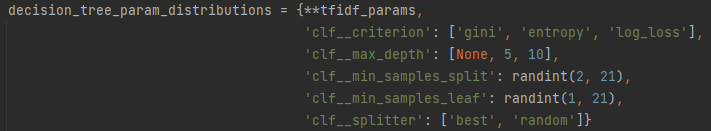 decision_tree_param_distributions = {**tfidf_params,
'clf__criterion': ['gini', 'entropy', 'log_loss'],
'clf__max_depth': [None, 5, 10],
'clf__min_samples_split': randint(2, 21),
'clf__min_samples_leaf': randint(1, 21),
'clf__splitter': ['best', 'random']}